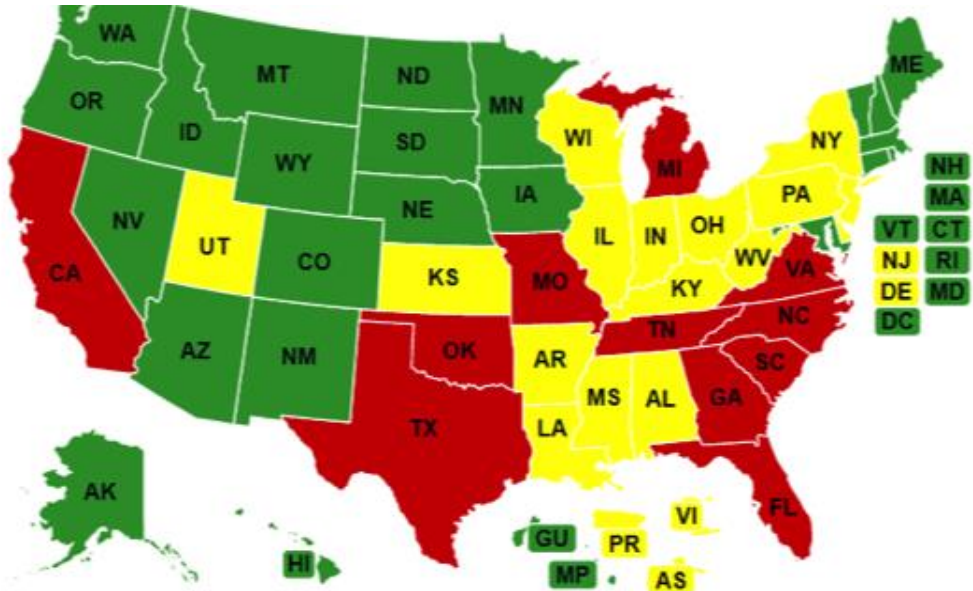 WA
MT
ND
MN
ME
OR
ID
SD
WI
NY
WY
MI
NH
IA
PA
MA
NE
NV
OH
VT
CT
UT
CO
IL
IN
WV
NJ
RI
CA
KS
MO
KY
VA
DE
MD
NC
DC
TN
AZ
NM
OK
AR
SC
MS
AL
GA
TX
LA
AK
FL
VI
GU
PR
HI
MP
AS